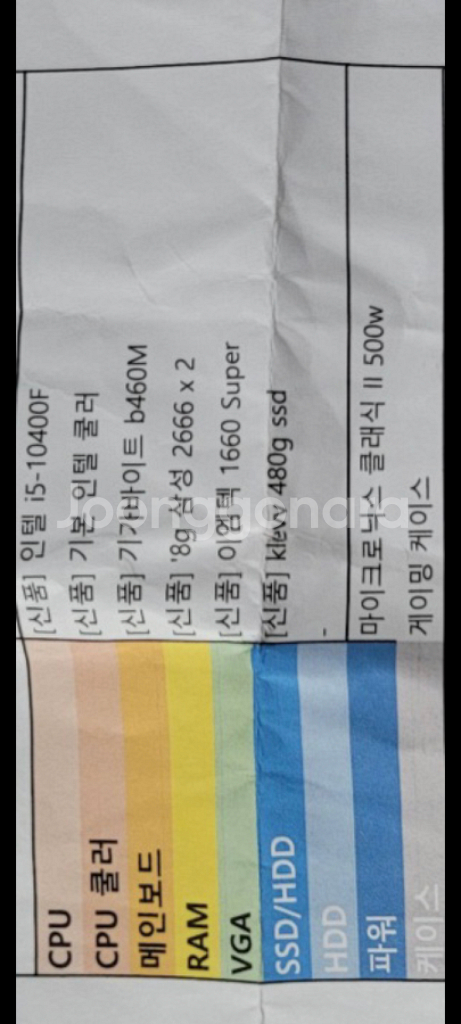 CPU [신품] 인텔 i5-10400F
CPU 쿨러 [신품] 기본 인텔 쿨러
메인보드 [신품] 기가바이트 b460M
RAM [신품] '8g 삼성 2666 x 2
VGA [신품] 이엠텍 1660 Super
SSD/HDD [신품] klevv 480g ssd
HDD -
파워 마이크로닉스 클래식 II 500w
케이스 게이밍 케이스
Joonggonara